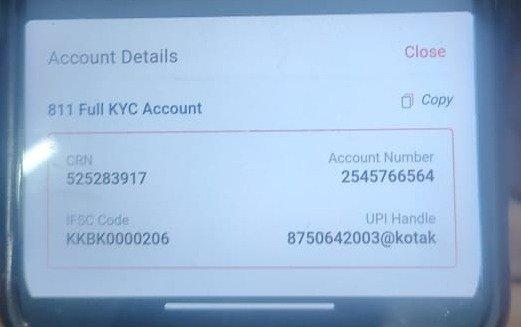 Account Details Close
811 Full KYC Account Copy
CRN Account Number
525283917 2545766564
IFSC Code UPI Handle
KKBK0000206 8750642003@kotak